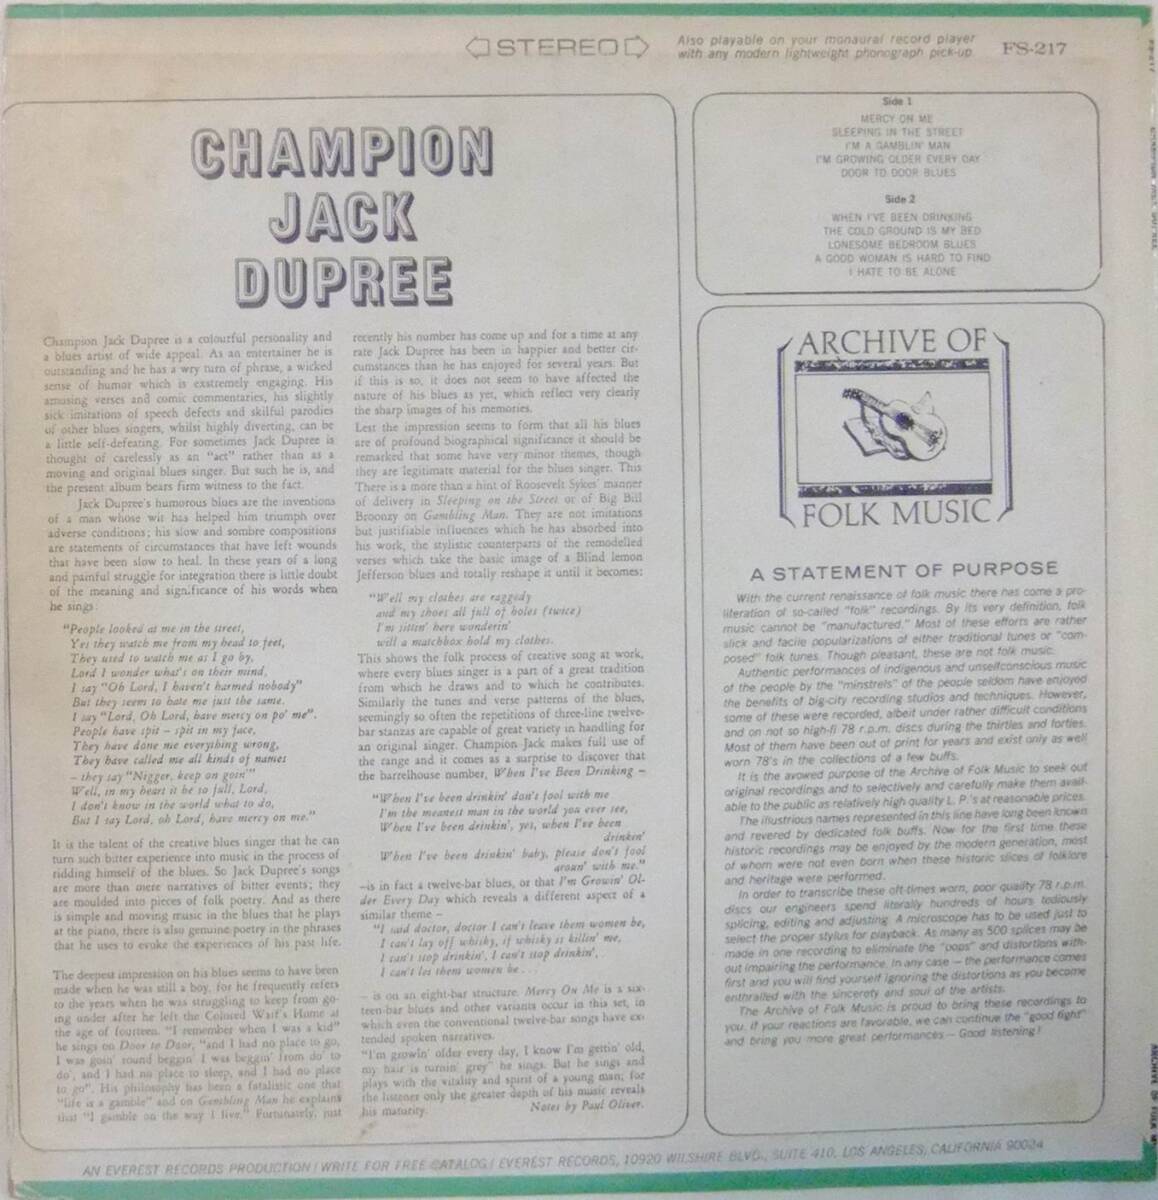 STEREO
Also playable on your monaural record player
with any modern lightweight phonograph pick-up.
FS-217
CHAMPION
JACK
DUPREE
Champion Jack Dupree is a colourful personality and
a blues artist of wide appeal. As an entertainer he is
outstanding and he has a wry turn of phrase, a wicked
sense of humor which is exstremely engaging. His
amusing verses and comic commentaries, his slightly
sick imitations of speech defects and skilful parodies
of other blues singers, whilst highly diverting, can be
a little self-defeating. For sometimes Jack Dupree is
thought of carelessly as an "act" rather than as a
moving and original blues singer. But such he is, and
the present album bears firm witness to the fact.
Jack Dupree's humorous blues are the inventions
of a man whose wit has helped him triumph over
adverse conditions; his slow and sombre compositions
are statements of circumstances that have left wounds
that have been slow to heal. In these years of a long
and painful struggle for integration there is little doubt
of the meaning and significance of his words when
he sings:
"People looked at me in the street,
Yes they watch me from my head to feet,
They used to watch me as I go by,
Lord I wonder what's on their mind,
I say "Oh Lord, I haven't harmed nobody"
But they seem to hate me just the same.
I say "Lord, Oh Lord, have mercy on po' me".
People have spit – spit in my face,
They have done me everything wrong,
They have called me all kinds of names
– they say "Nigger, keep on goin'"
Well, in my heart it be so full, Lord,
I don't know in the world what to do,
But I say Lord, oh Lord, have mercy on me."
It is the talent of the creative blues singer that he can
turn such bitter experience into music in the process of
ridding himself of the blues. So Jack Dupree's songs
are more than mere narratives of bitter events; they
are moulded into pieces of folk poetry. And as there
is simple and moving music in the blues that he plays
at the piano, there is also genuine poetry in the phrases
that he uses to evoke the experiences of his past life.
The deepest impression on his blues seems to have been
made when he was still a boy, for he frequently refers
to the years when he was struggling to keep from go-
ing under after he left the Colored Waif's Home at
the age of fourteen. "I remember when I was a kid"
he sings on Door to Door, "and I had no place to go,
I was goin' round beggin' I was beggin' from do' to
do', and I had no place to sleep, and I had no place
to go". His philosophy has been a fatalistic one that
"life is a gamble" and on Gambling Man he explains
that "I gamble on the way I live." Fortunately, just
recently his number has come up and for a time at any
rate Jack Dupree has been in happier and better cir-
cumstances than he has enjoyed for several years. But
if this is so, it does not seem to have affected the
nature of his blues as yet, which reflect very clearly
the sharp images of his memories.
Lest the impression seems to form that all his blues
are of profound biographical significance it should be
remarked that some have very minor themes, though
they are legitimate material for the blues singer. This
There is a more than a hint of Roosevelt Sykes' manner
of delivery in Sleeping on the Street or of Big Bill
Broonzy on Gambling Man. They are not imitations
but justifiable influences which he has absorbed into
his work, the stylistic counterparts of the remodelled
verses which take the basic image of a Blind lemon
Jefferson blues and totally reshape it until it becomes:
"Well my clothes are raggedy
and my shoes all full of holes (twice)
I'm sittin' here wonderin'
will a matchbox hold my clothes.
This shows the folk process of creative song at work,
where every blues singer is a part of a great tradition
from which he draws and to which he contributes.
Similarly the tunes and verse patterns of the blues,
seemingly so often the repetitions of three-line twelve-
bar stanzas are capable of great variety in handling for
an original singer. Champion Jack makes full use of
the range and it comes as a surprise to discover that
the barrelhouse number, When I've Been Drinking –
"When I've been drinkin' don't fool with me
I'm the meanest man in the world you ever see,
When I've been drinkin', yes, when I've been
drinkin'
When I've been drinkin' baby, please don't fool
aroun' with me."
–is in fact a twelve-bar blues, or that I'm Growin' Ol-
der Every Day which reveals a different aspect of a
similar theme –
"I said doctor, doctor I can't leave them women be,
I can't lay off whisky, if whisky is killin' me,
I can't stop drinkin', I can't stop drinkin',
I can't let them women be . . .
– is on an eight-bar structure. Mercy On Me is a six-
teen-bar blues and other variants occur in this set, in
which even the conventional twelve-bar songs have ex-
tended spoken narratives.
"I'm growin' older every day, I know I'm gettin' old,
my hair is turnin' grey" he sings. But he sings and
plays with the vitality and spirit of a young man; for
the listener only the greater depth of his music reveals
his maturity.
Notes by Paul Oliver.
Side 1
MERCY ON ME
SLEEPING IN THE STREET
I'M A GAMBLIN' MAN
I'M GROWING OLDER EVERY DAY
DOOR TO DOOR BLUES
Side 2
WHEN I'VE BEEN DRINKING
THE COLD GROUND IS MY BED
LONESOME BEDROOM BLUES
A GOOD WOMAN IS HARD TO FIND
I HATE TO BE ALONE
ARCHIVE OF
FOLK MUSIC
A STATEMENT OF PURPOSE
With the current renaissance of folk music there has come a pro-
literation of so-called "folk" recordings. By its very definition, folk
music cannot be "manufactured." Most of these efforts are rather
slick and facile popularizations of either traditional tunes or "com-
posed" folk tunes. Though pleasant, these are not folk music.
Authentic performances of indigenous and unselfconscious music
of the people by the "minstrels" of the people seldom have enjoyed
the benefits of big-city recording studios and techniques. However,
some of these were recorded, albeit under rather difficult conditions
and on not so high-fi 78 r.p.m. discs during the thirties and forties.
Most of them have been out of print for years and exist only as well
worn 78's in the collections of a few buffs.
It is the avowed purpose of the Archive of Folk Music to seek out
original recordings and to selectively and carefully make them avail-
able to the public as relatively high quality L. P.'s at reasonable prices.
The illustrious names represented in this line have long been known
and revered by dedicated folk buffs. Now for the first time these
historic recordings may be enjoyed by the modern generation, most
of whom were not even born when these historic slices of folklore
and heritage were performed.
In order to transcribe these oft-times worn, poor quality 78 r.p.m.
discs our engineers spend literally hundreds of hours tediously
splicing, editing and adjusting. A microscope has to be used just to
select the proper stylus for playback. As many as 500 splices may be
made in one recording to eliminate the "pops" and distortions with-
out impairing the performance. In any case – the performance comes
first and you will find yourself ignoring the distortions as you become
enthralled with the sincerety and soul of the artists.
The Archive of Folk Music is proud to bring these recordings to
you. If your reactions are favorable, we can continue the "good fight"
and bring you more great performances – Good listening!
AN EVEREST RECORDS PRODUCTION / WRITE FOR FREE CATALOG / EVEREST RECORDS, 10920 WILSHIRE BLVD., SUITE 410, LOS ANGELES, CALIFORNIA 90024